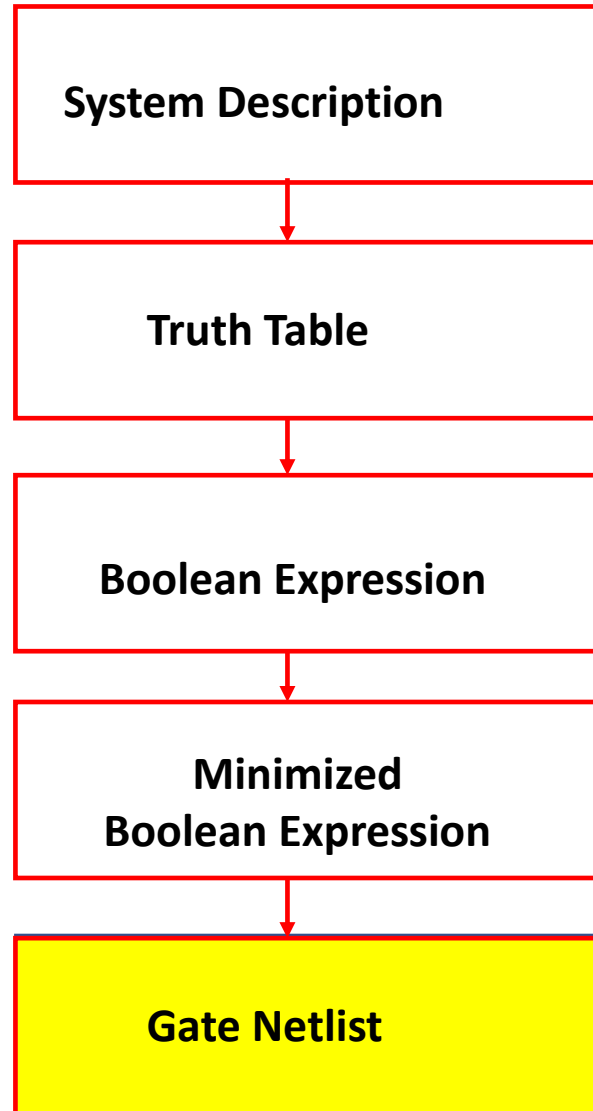 System Description
Truth Table
Boolean Expression
Minimized
Boolean Expression
Gate Netlist